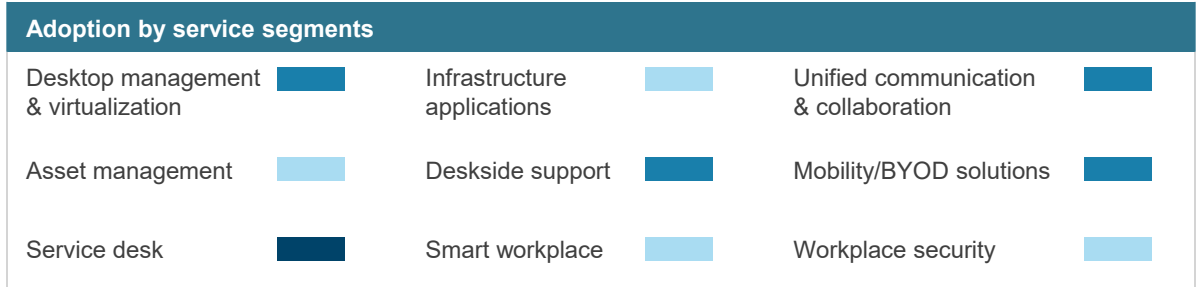 Adoption by service segments
Desktop management
& virtualization
Infrastructure
applications
Unified communication
& collaboration
Asset management
Deskside support
Mobility/BYOD solutions
Service desk
Smart workplace
Workplace security